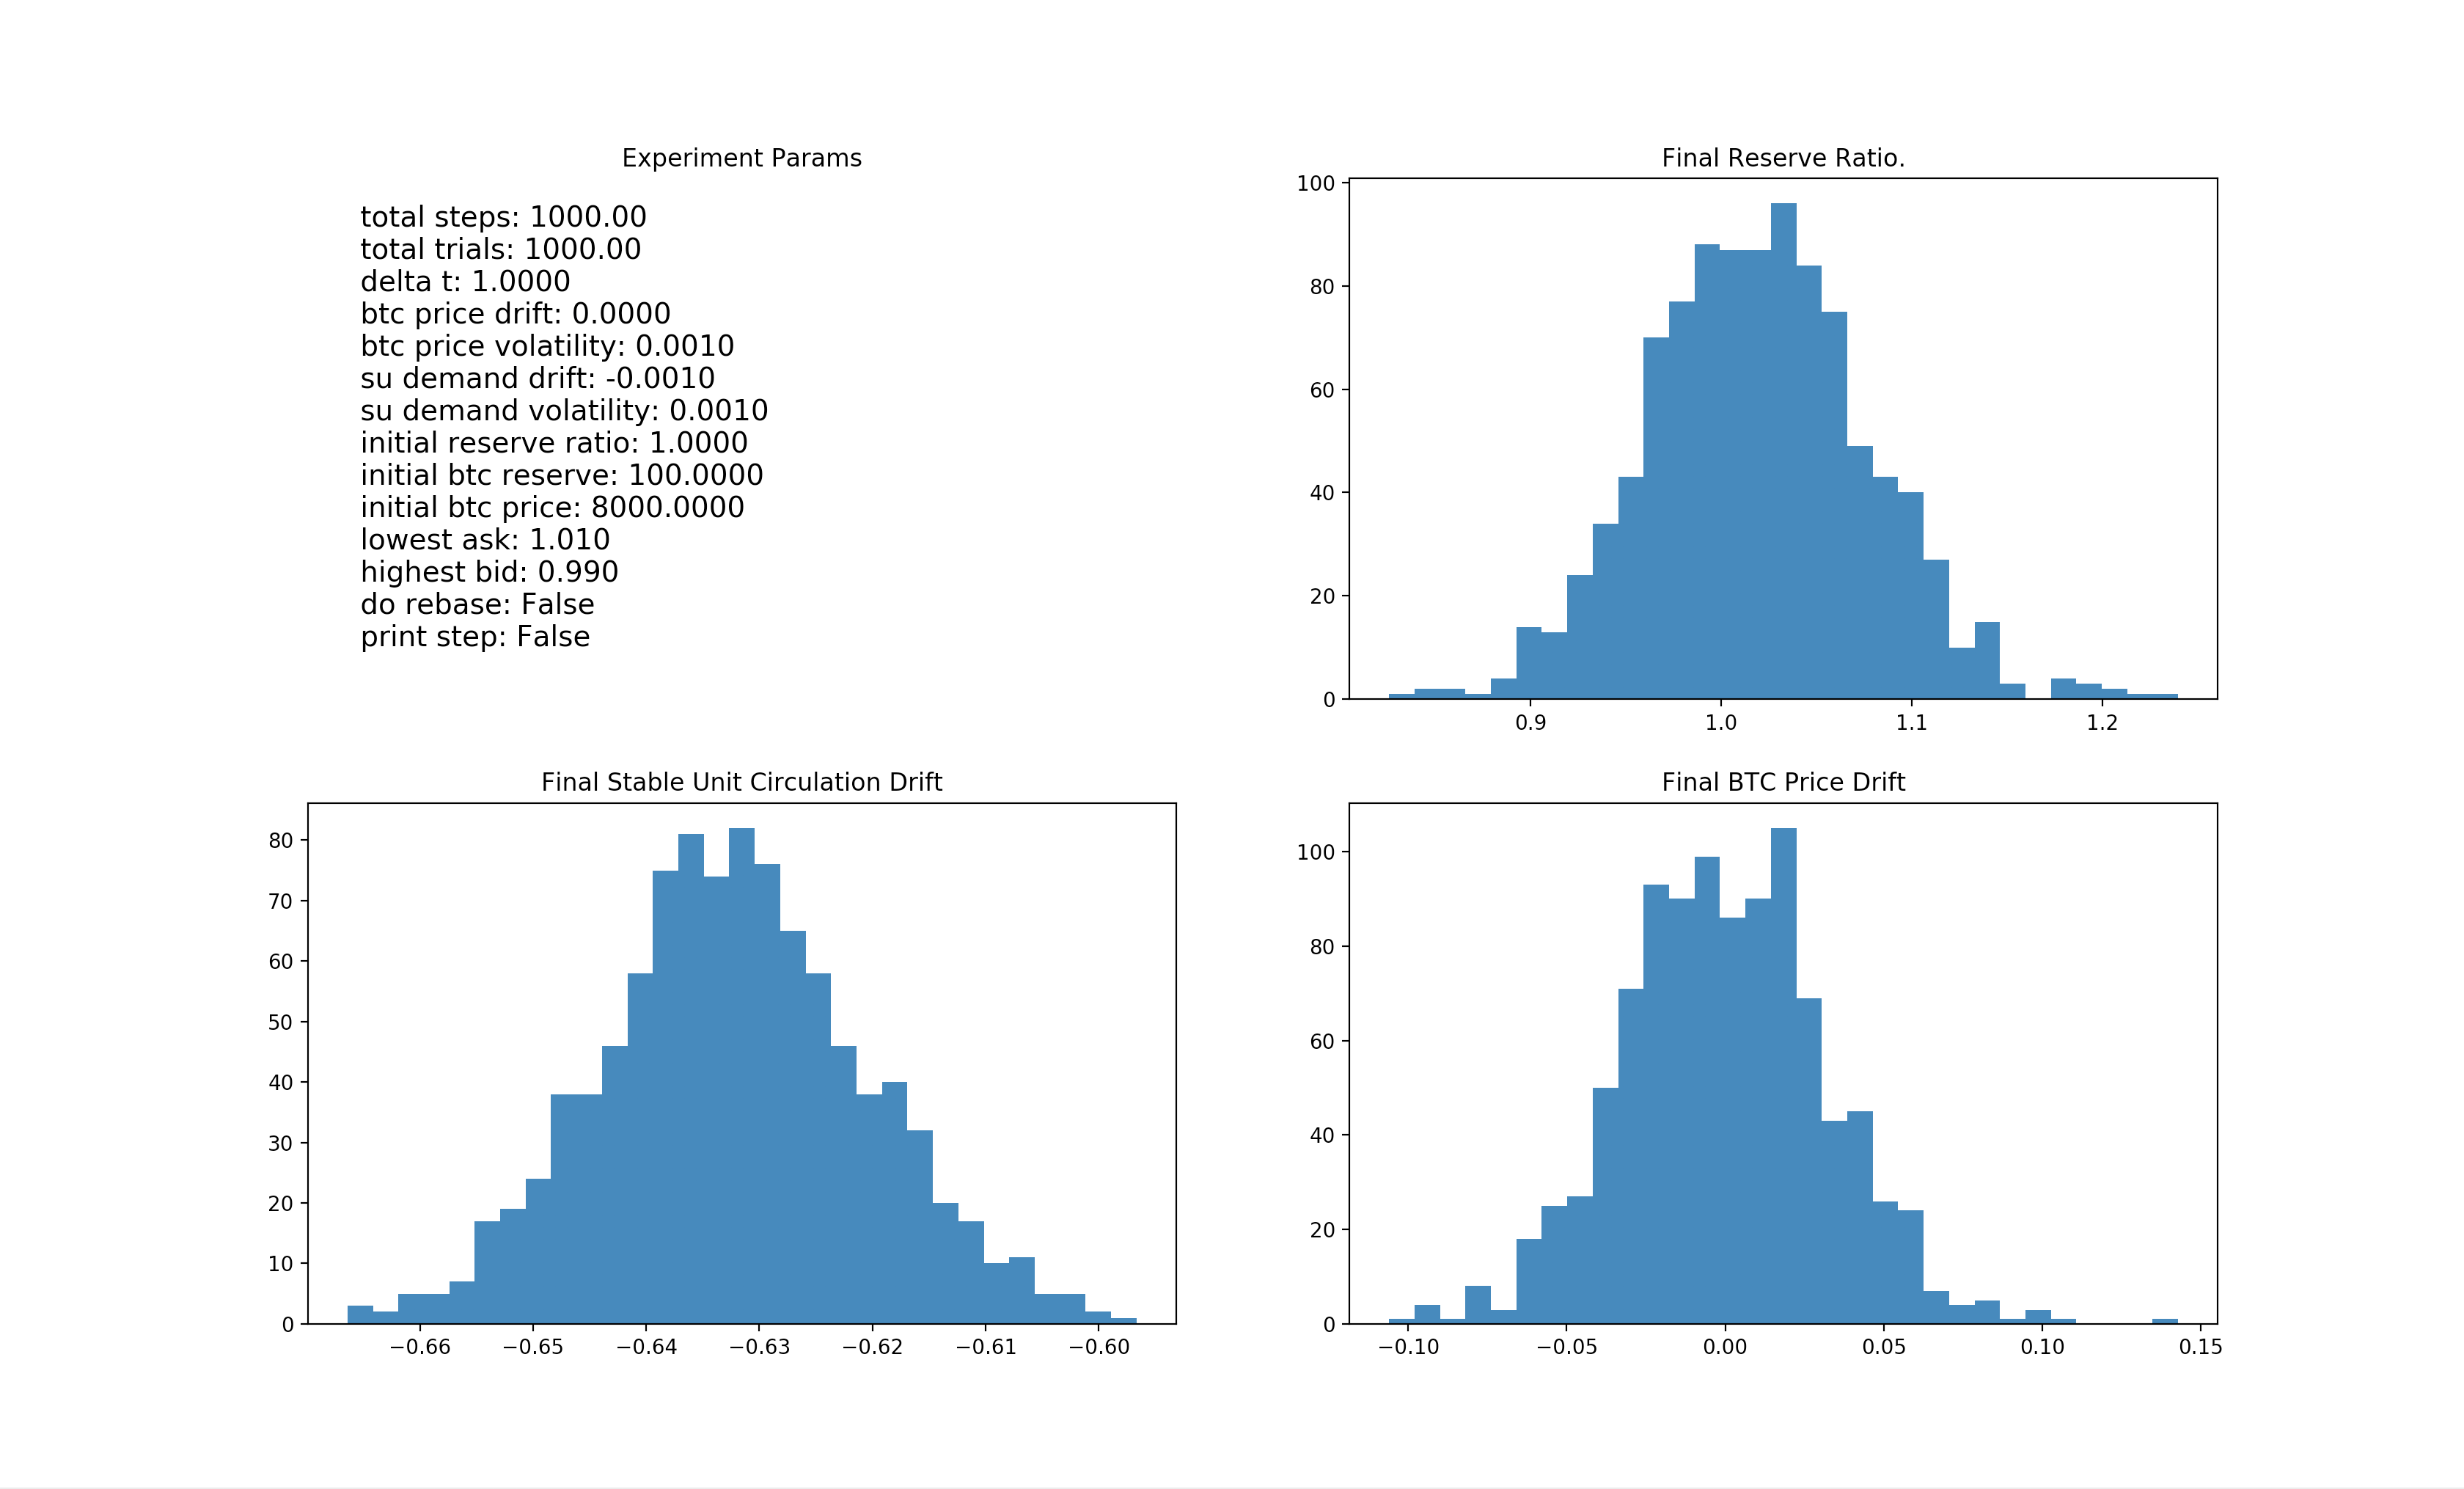 Experiment Params
total steps: 1000.00
total trials: 1000.00
delta t: 1.0000
btc price drift: 0.0000
btc price volatility: 0.0010
su demand drift: -0.0010
su demand volatility: 0.0010
initial reserve ratio: 1.0000
initial btc reserve: 100.0000
initial btc price: 8000.0000
lowest ask: 1.010
highest bid: 0.990
do rebase: False
print step: False
Final Reserve Ratio.
100
80
60
40
20
0
0.9 1.0 1.1 1.2
Final Stable Unit Circulation Drift
80
70
60
50
40
30
20
10
0
−0.66 −0.65 −0.64 −0.63 −0.62 −0.61 −0.60
Final BTC Price Drift
100
80
60
40
20
0
−0.10 −0.05 0.00 0.05 0.10 0.15